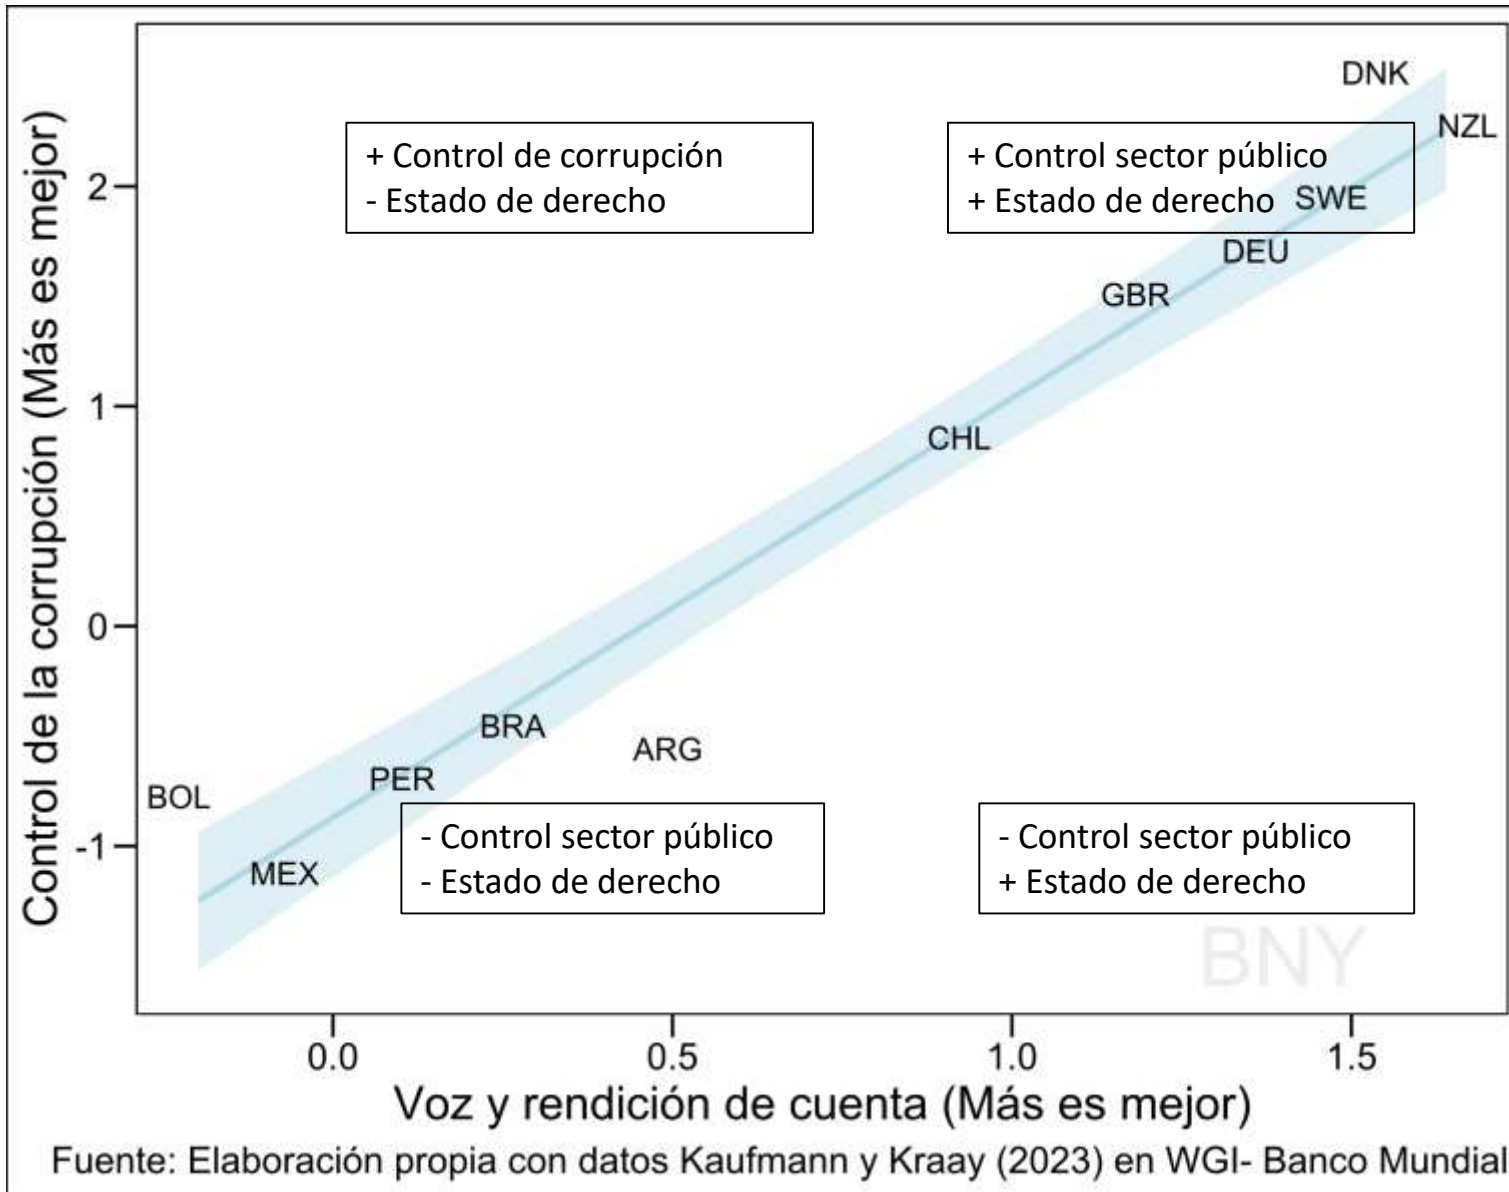 DNK
NZL
+ Control de corrupción
- Estado de derecho
+ Control sector público
+ Estado de derecho
SWE
DEU
GBR
CHL
BRA
ARG
PER
BOL
MEX
- Control sector público
- Estado de derecho
- Control sector público
+ Estado de derecho
BNY
Control de la corrupción (Más es mejor)
2
1
0
-1
0.0 0.5 1.0 1.5
Voz y rendición de cuenta (Más es mejor)
Fuente: Elaboración propia con datos Kaufmann y Kraay (2023) en WGI- Banco Mundial